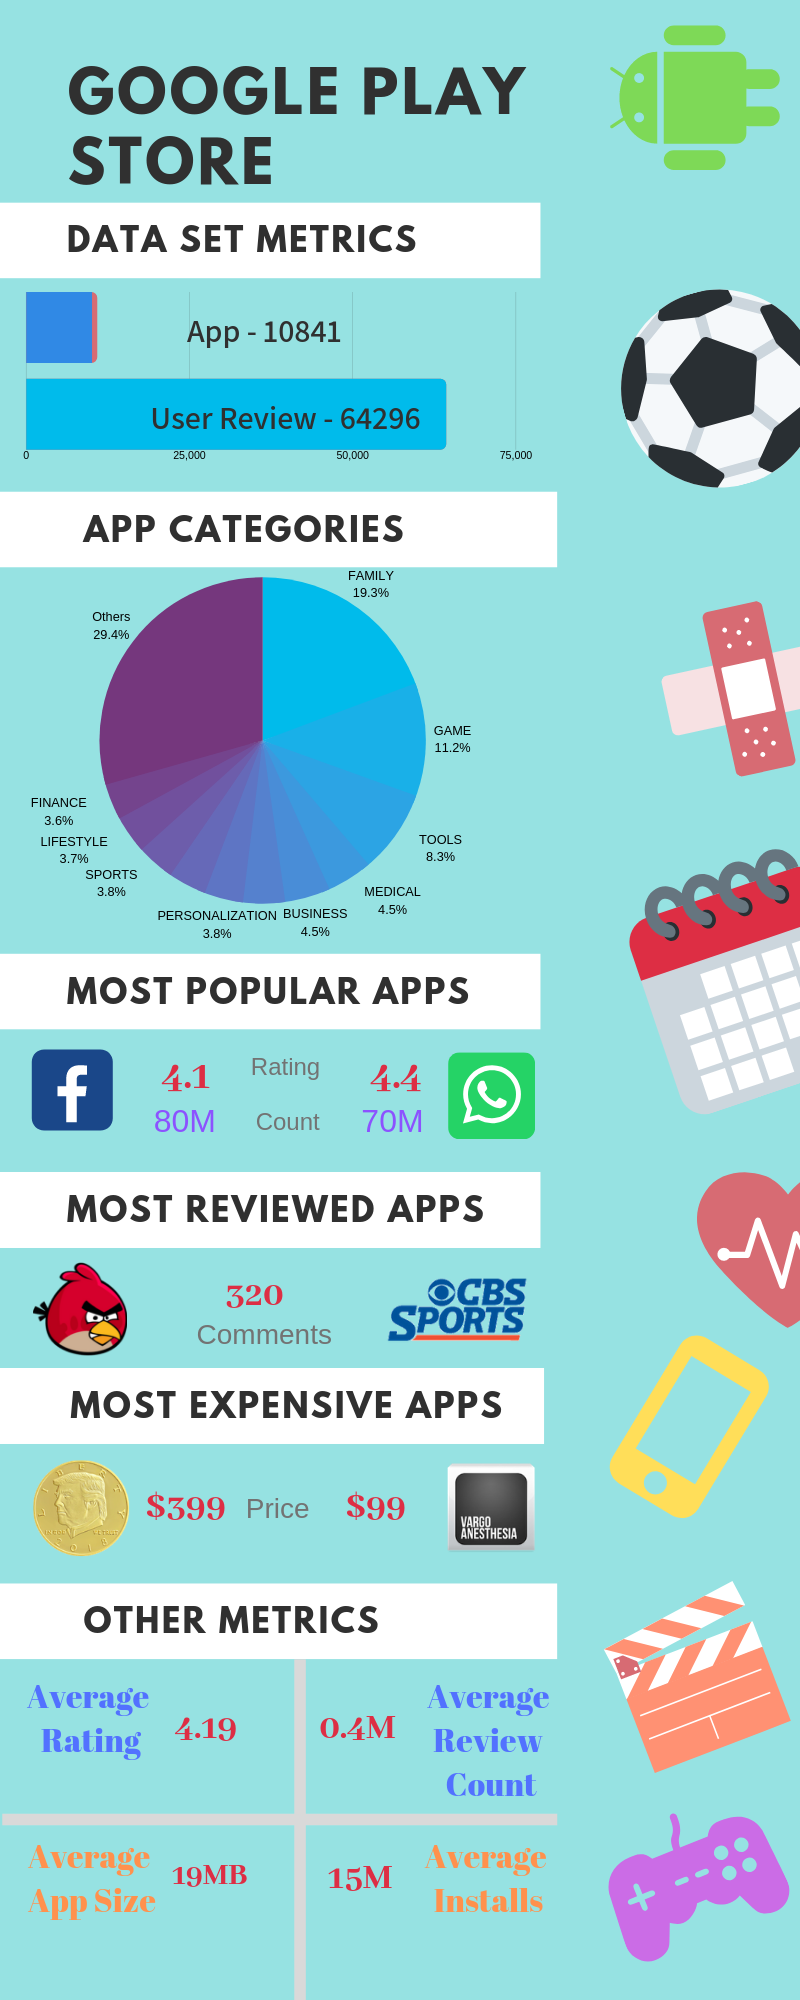 GOOGLE PLAY
STORE
DATA SET METRICS
App - 10841
User Review - 64296
0 25,000 50,000 75,000
APP CATEGORIES
FAMILY
19.3%
Others
29.4%
GAME
11.2%
FINANCE
3.6%
TOOLS
8.3%
LIFESTYLE
3.7%
SPORTS
3.8%
MEDICAL
4.5%
PERSONALIZATION
3.8%
BUSINESS
4.5%
MOST POPULAR APPS
4.1 Rating 4.4
80M Count 70M
MOST REVIEWED APPS
320
Comments
CBS
SPORTS
MOST EXPENSIVE APPS
LIBERTY
2018
$399 Price $99
VARGO
ANESTHESIA
OTHER METRICS
Average
Rating
4.19
0.4M
Average
Review
Count
Average
App Size
19MB
15M
Average
Installs